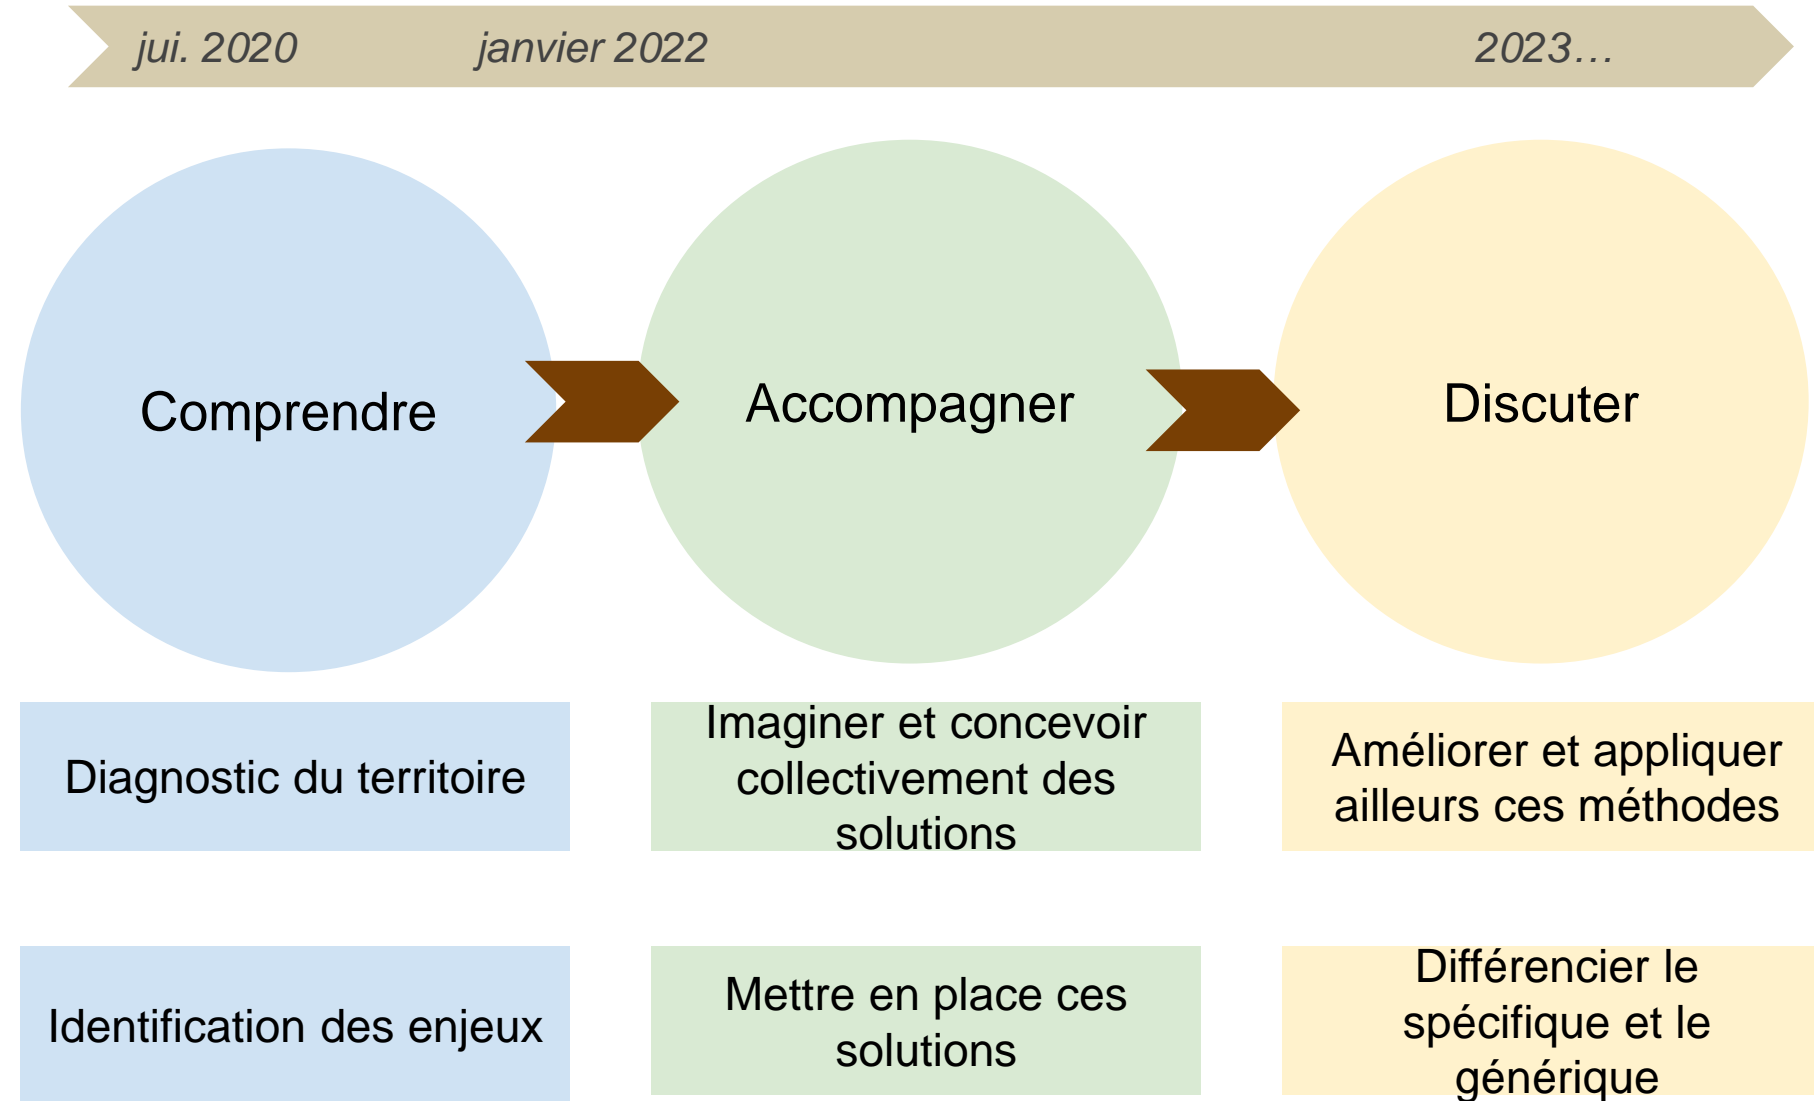 jui. 2020 janvier 2022 2023…
Comprendre
Accompagner
Discuter
Diagnostic du territoire
Imaginer et concevoir
collectivement des
solutions
Améliorer et appliquer
ailleurs ces méthodes
Identification des enjeux
Mettre en place ces
solutions
Différencier le
spécifique et le
générique